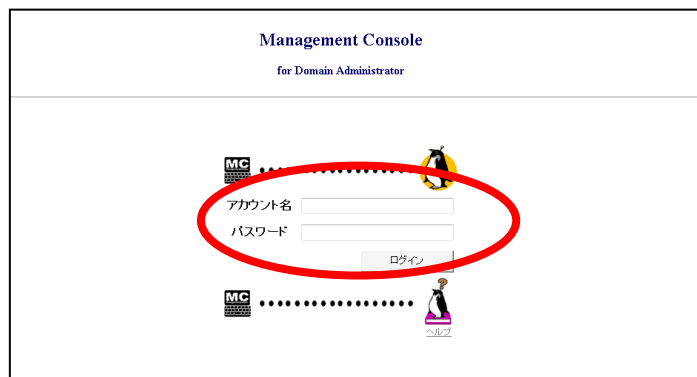 Management Console
for Domain Administrator
MC
アカウント名
パスワード
ログイン
MC
?
ヘルプ